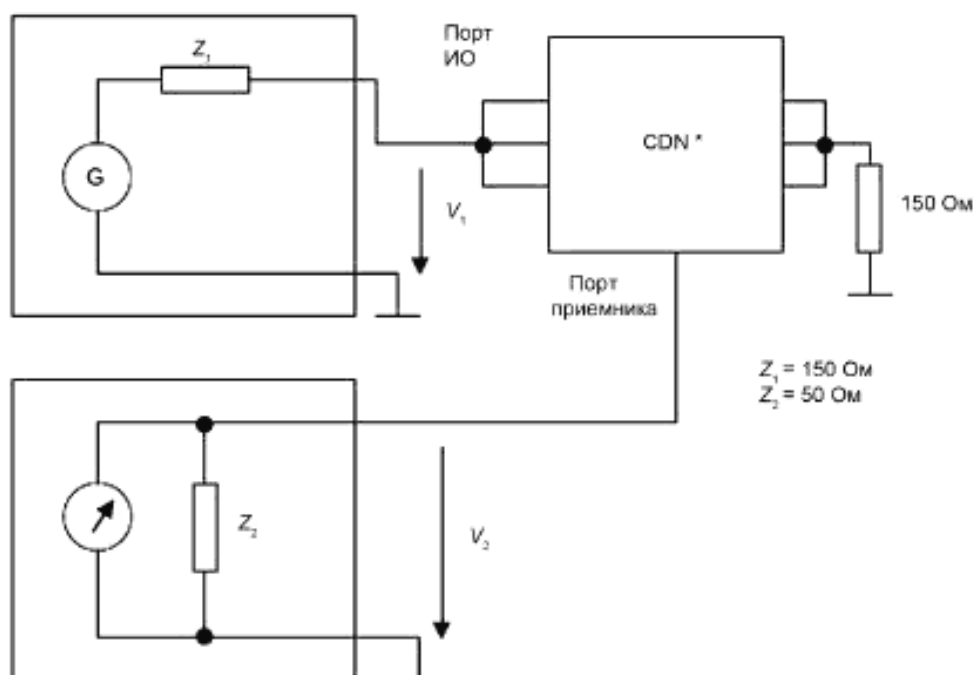 Z₁
G
V₁
Порт
ИО
CDN *
150 Ом
Порт
приемника
Z₁ = 150 Ом
Z₂ = 50 Ом
Z₂
V₂